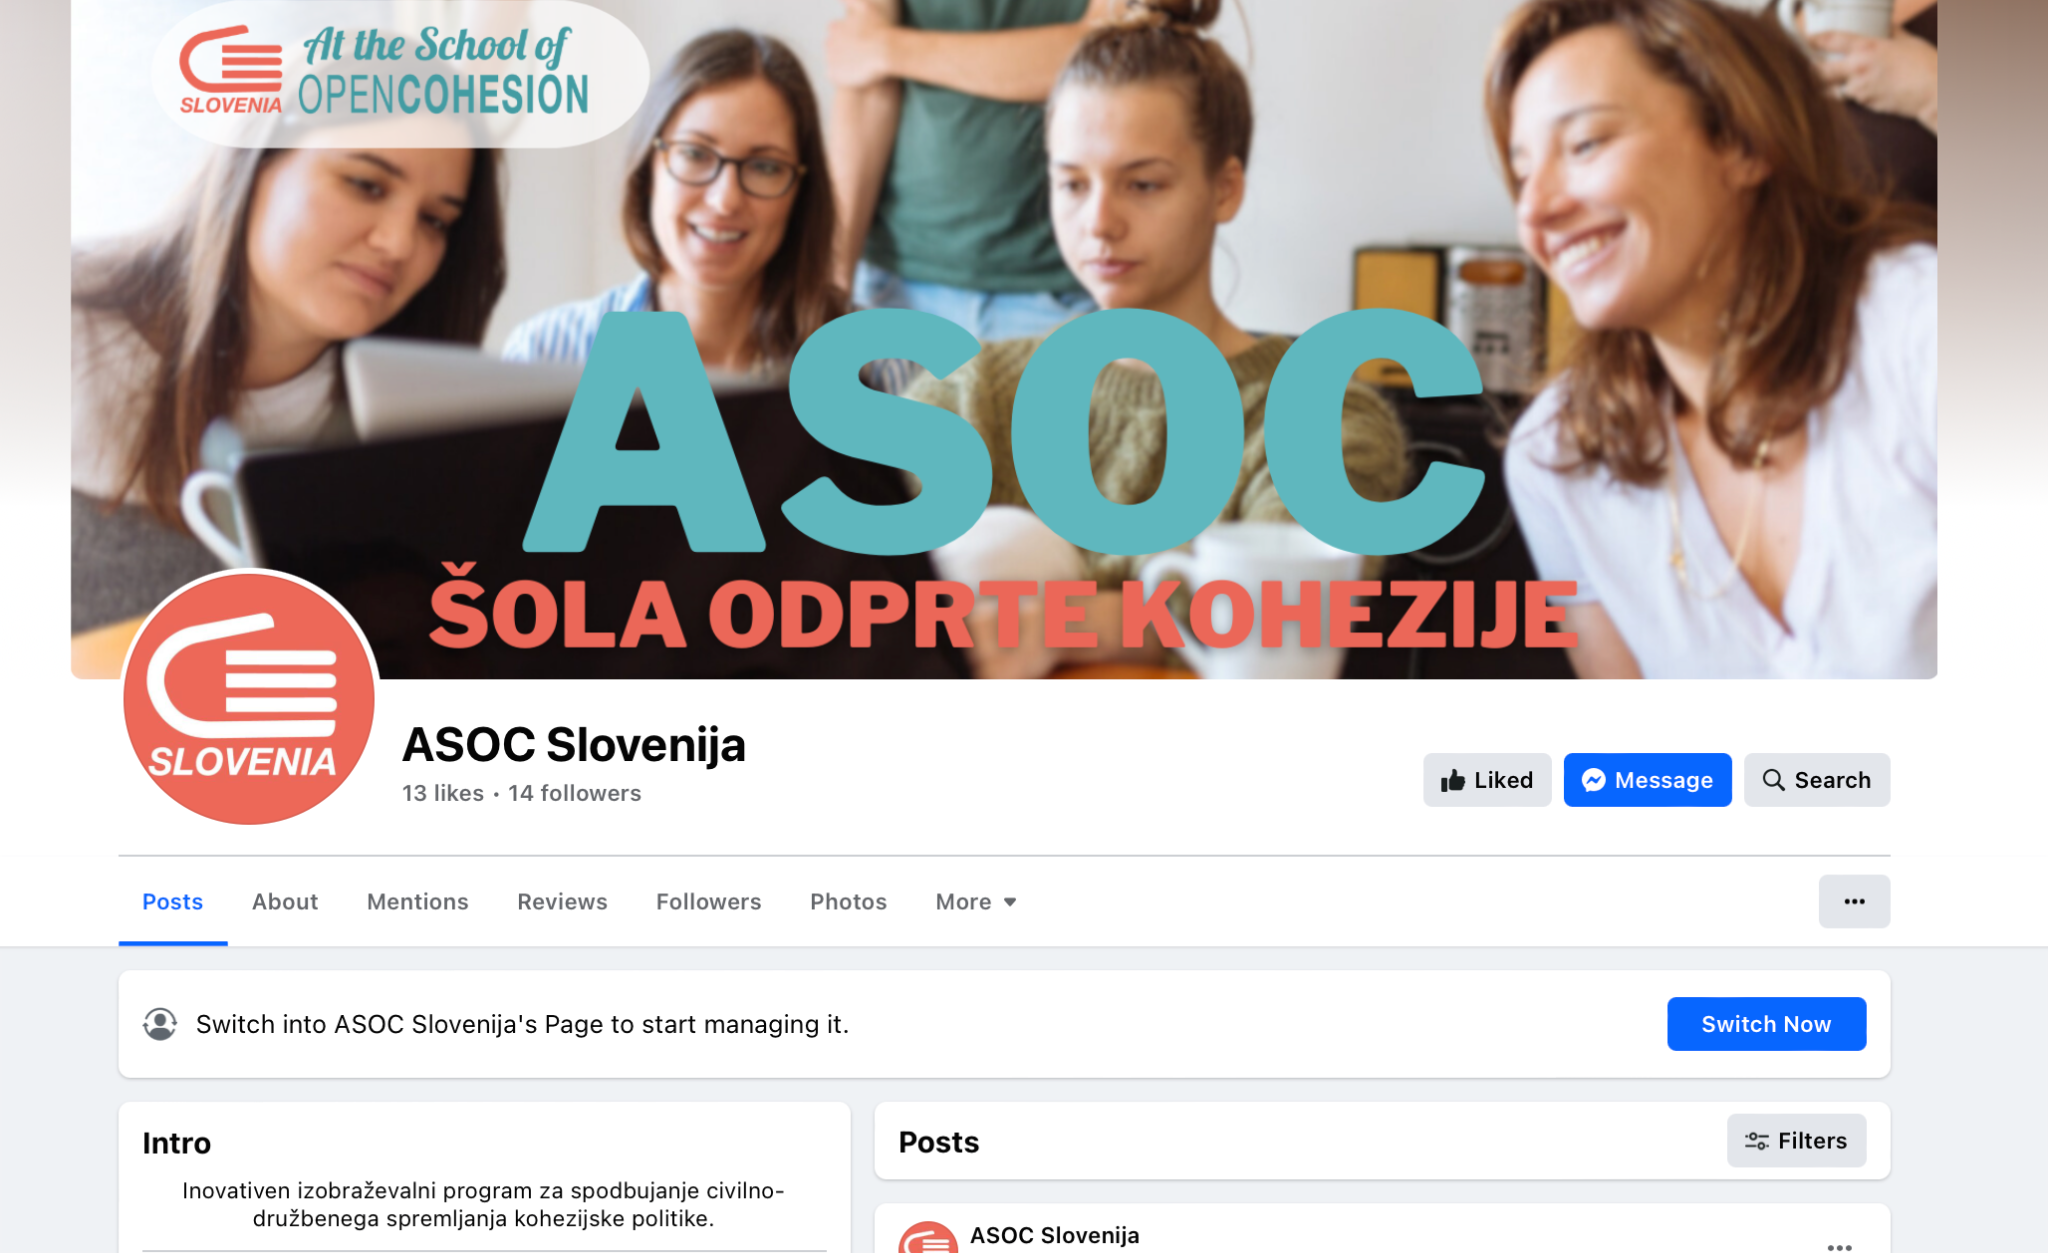 At the School of
OPENCOHESION
SLOVENIA
ASOC
ŠOLA ODPRTE KOHEZIJE
SLOVENIA
ASOC Slovenija
13 likes • 14 followers
Liked
Message
Search
Posts
About
Mentions
Reviews
Followers
Photos
More
Switch into ASOC Slovenija's Page to start managing it.
Switch Now
Intro
Inovativen izobraževalni program za spodbujanje civilno-
družbenega spremljanja kohezijske politike.
Posts
Filters
ASOC Slovenija